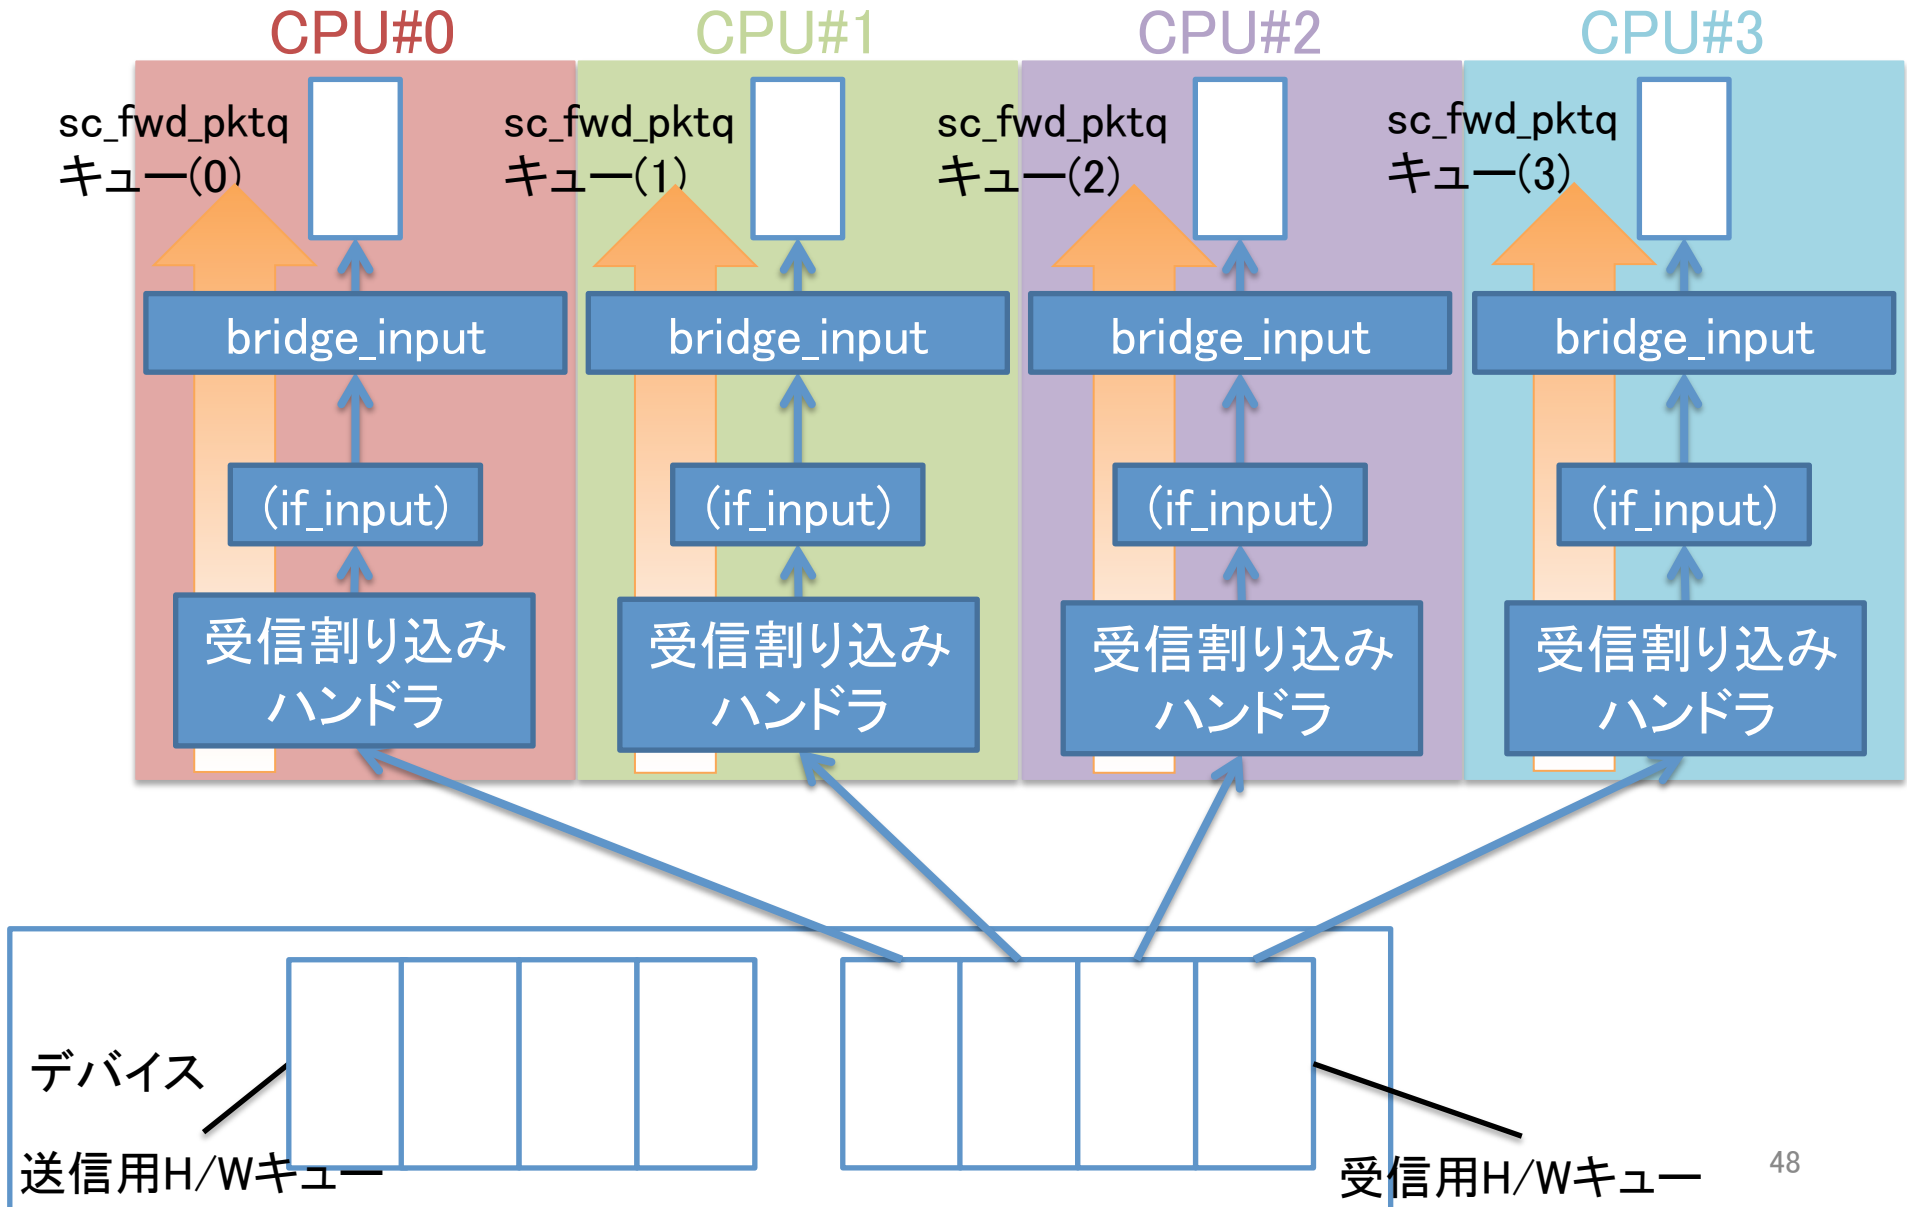 CPU#0
CPU#1
CPU#2
CPU#3
sc_fwd_pktq
キュー(0)
sc_fwd_pktq
キュー(1)
sc_fwd_pktq
キュー(2)
sc_fwd_pktq
キュー(3)
bridge_input
bridge_input
bridge_input
bridge_input
(if_input)
(if_input)
(if_input)
(if_input)
受信割り込み
ハンドラ
受信割り込み
ハンドラ
受信割り込み
ハンドラ
受信割り込み
ハンドラ
デバイス
送信用H/Wキュー
受信用H/Wキュー
48